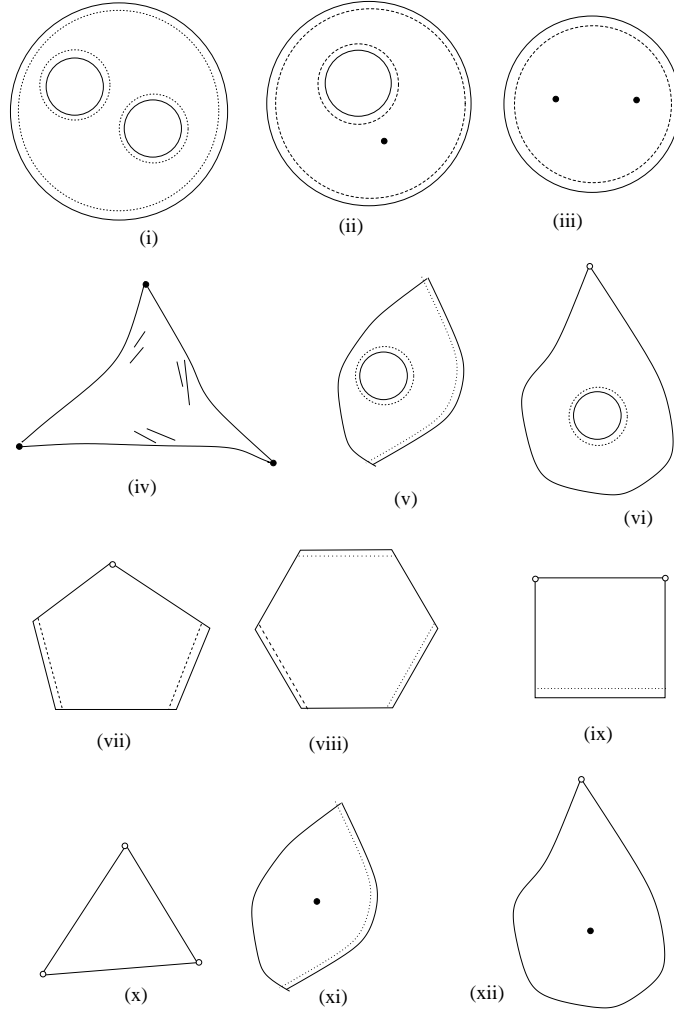 (i)
(ii)
(iii)
(iv)
(v)
(vi)
(vii)
(viii)
(ix)
(x)
(xi)
(xii)